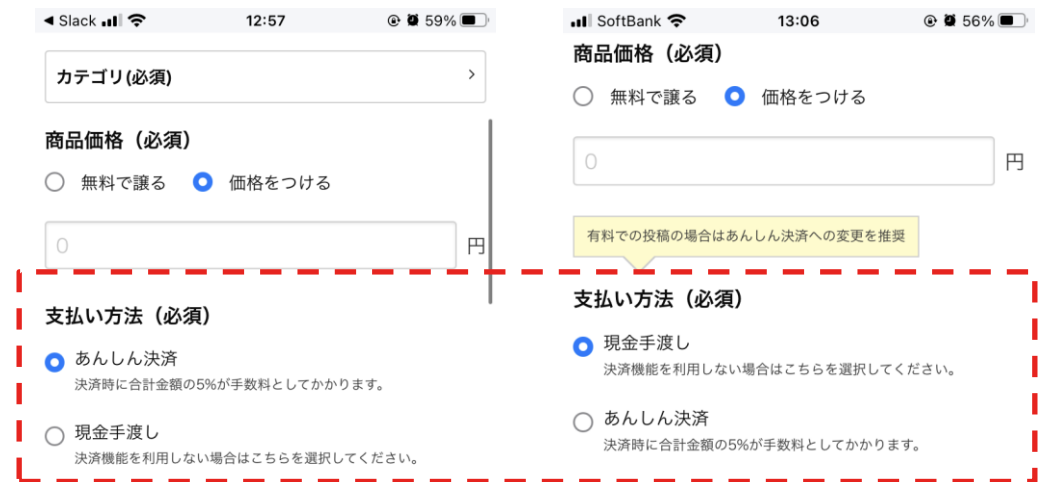 ◀ Slack
12:57
59%
カテゴリ(必須)
商品価格（必須）
無料で譲る
価格をつける
0
円
支払い方法（必須）
あんしん決済
決済時に合計金額の5%が手数料としてかかります。
現金手渡し
決済機能を利用しない場合はこちらを選択してください。
SoftBank
13:06
56%
商品価格（必須）
無料で譲る
価格をつける
0
円
有料での投稿の場合はあんしん決済への変更を推奨
支払い方法（必須）
現金手渡し
決済機能を利用しない場合はこちらを選択してください。
あんしん決済
決済時に合計金額の5%が手数料としてかかります。